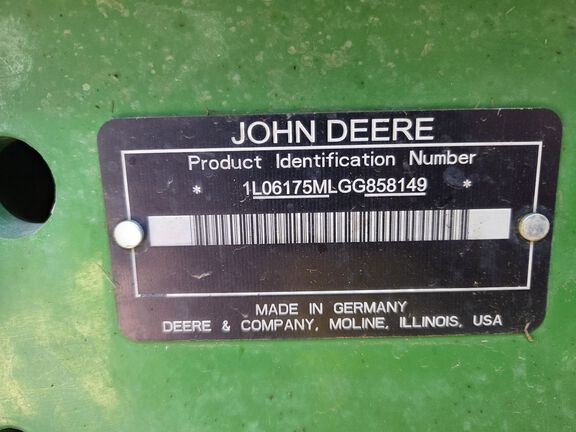 JOHN DEERE
Product Identification Number
* 1L06175MLGG858149 *
MADE IN GERMANY
DEERE & COMPANY, MOLINE, ILLINOIS, USA